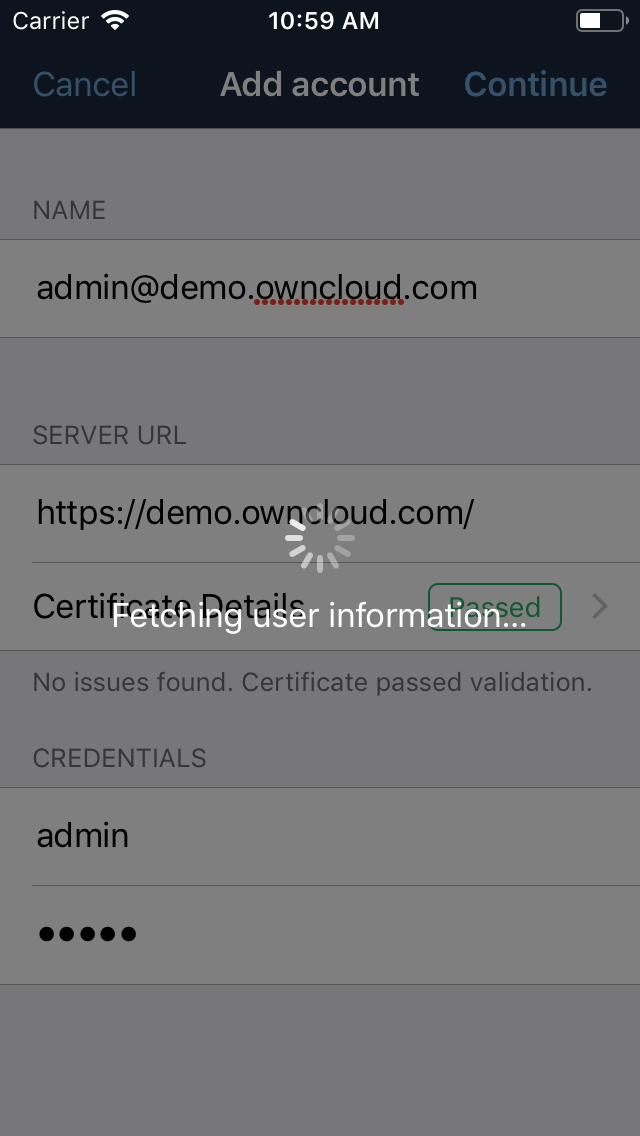 Carrier 10:59 AM
Cancel Add account Continue
NAME
admin@demo.owncloud.com
SERVER URL
https://demo.owncloud.com/
Certificate Details Passed
Fetching user information...
No issues found. Certificate passed validation.
CREDENTIALS
admin
•••••